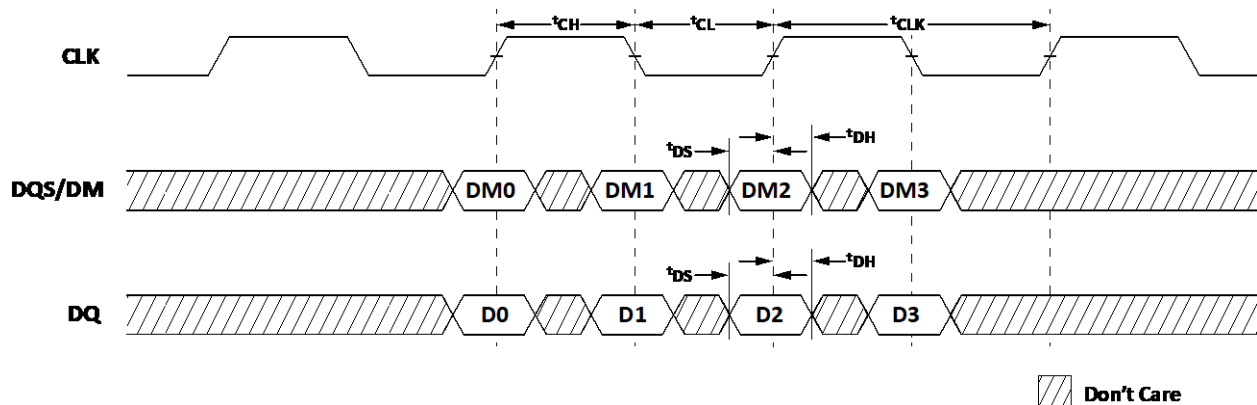 tCH tCL tCLK
CLK
tDS tDH
DQS/DM DM0 DM1 DM2 DM3
tDS tDH
DQ D0 D1 D2 D3
Don't Care